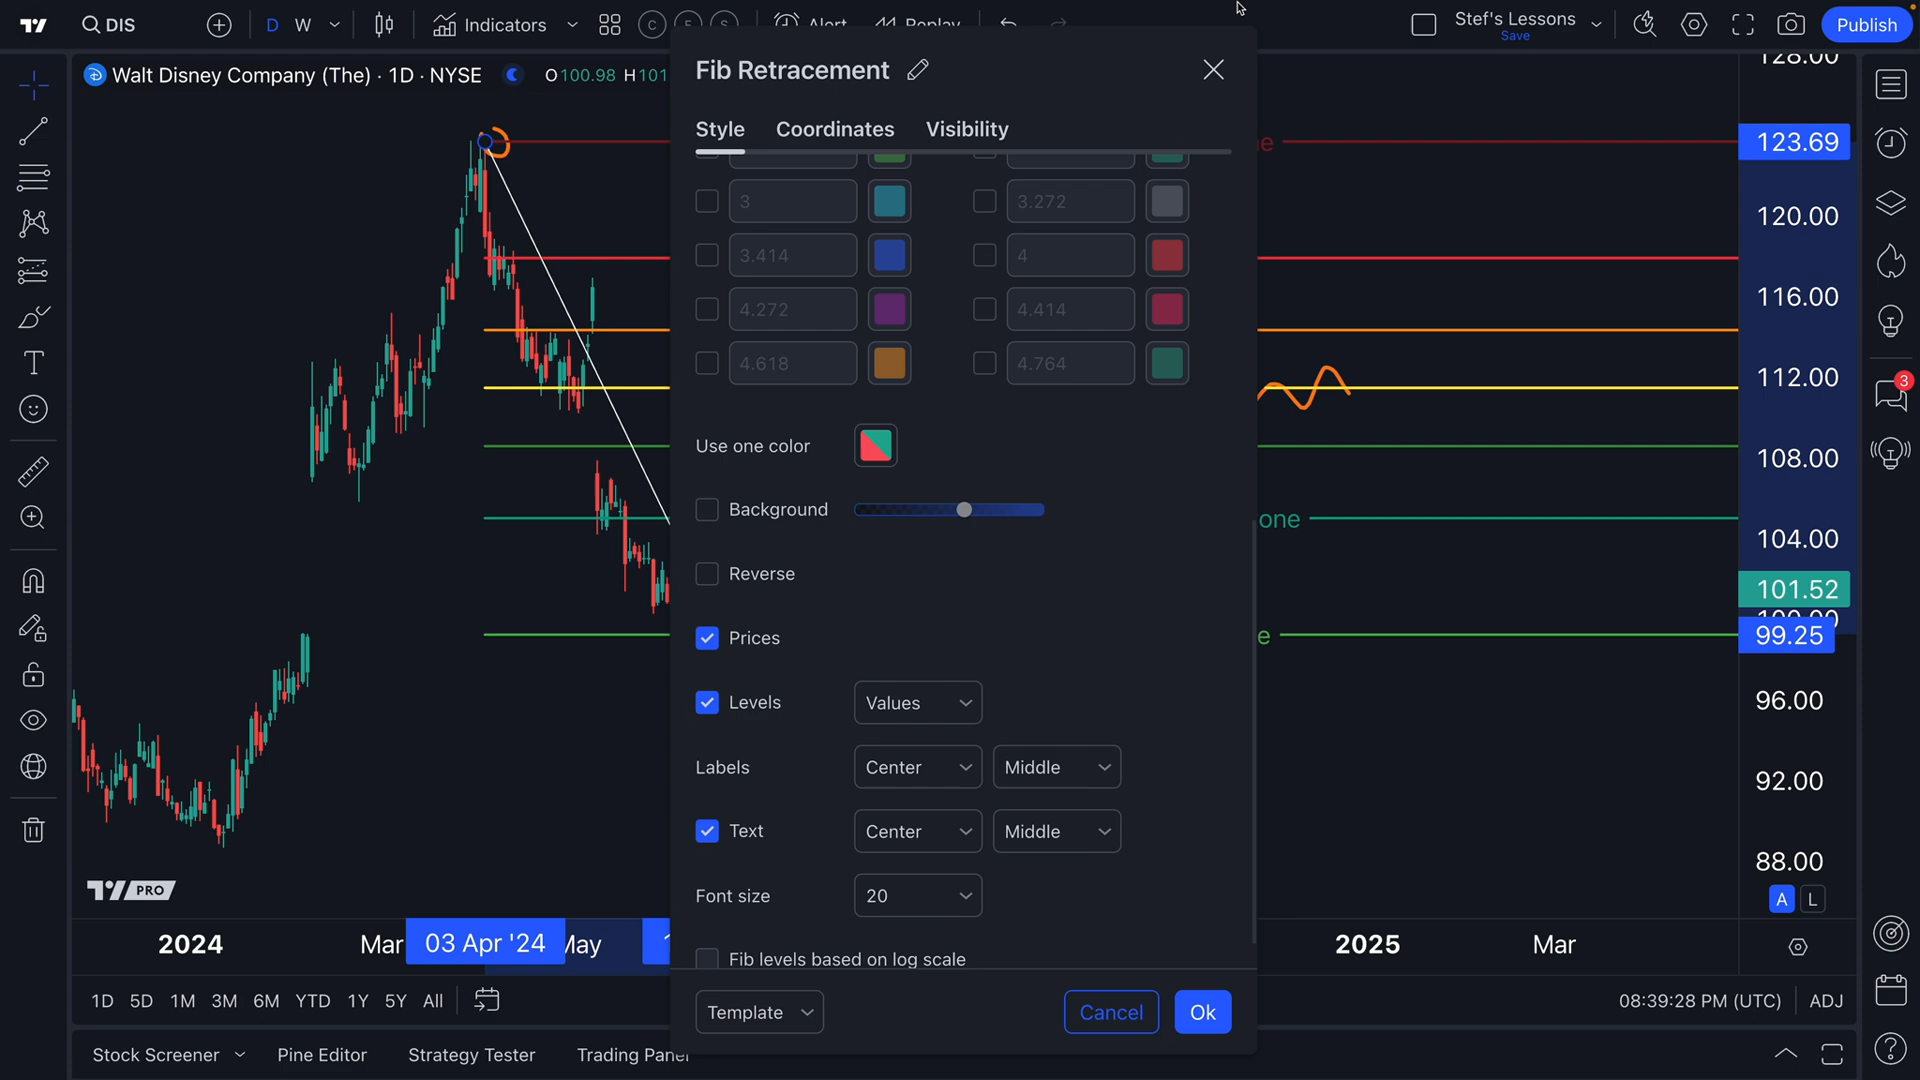 DIS
D W
Indicators
C
Alert
Replay
Stef's Lessons
Save
Publish
Walt Disney Company (The) · 1D · NYSE
O100.98 H101
Fib Retracement
Style Coordinates Visibility
3
3.272
3.414
4
4.272
4.414
4.618
4.764
Use one color
Background
Reverse
Prices
Levels Values
Labels Center Middle
Text Center Middle
Font size 20
Fib levels based on log scale
Template
Cancel
Ok
one
128.00
123.69
120.00
116.00
112.00
108.00
104.00
101.52
99.25
96.00
92.00
88.00
A L
3
PRO
2024 Mar 03 Apr '24 May 2025 Mar
1D 5D 1M 3M 6M YTD 1Y 5Y All
08:39:28 PM (UTC) ADJ
Stock Screener Pine Editor Strategy Tester Trading Panel